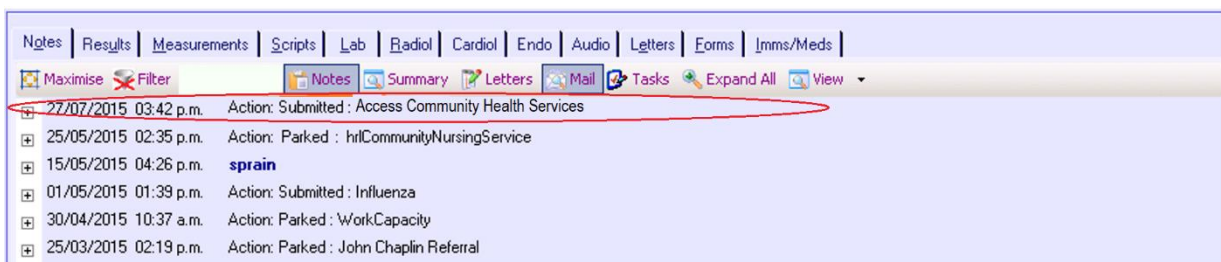 Notes Results Measurements Scripts Lab Radiol Cardiol Endo Audio Letters Forms Imms/Meds
Maximise Filter Notes Summary Letters Mail Tasks Expand All View
27/07/2015 03:42 p.m. Action: Submitted : Access Community Health Services
25/05/2015 02:35 p.m. Action: Parked : hrlCommunityNursingService
15/05/2015 04:26 p.m. sprain
01/05/2015 01:39 p.m. Action: Submitted : Influenza
30/04/2015 10:37 a.m. Action: Parked : WorkCapacity
25/03/2015 02:19 p.m. Action: Parked : John Chaplin Referral